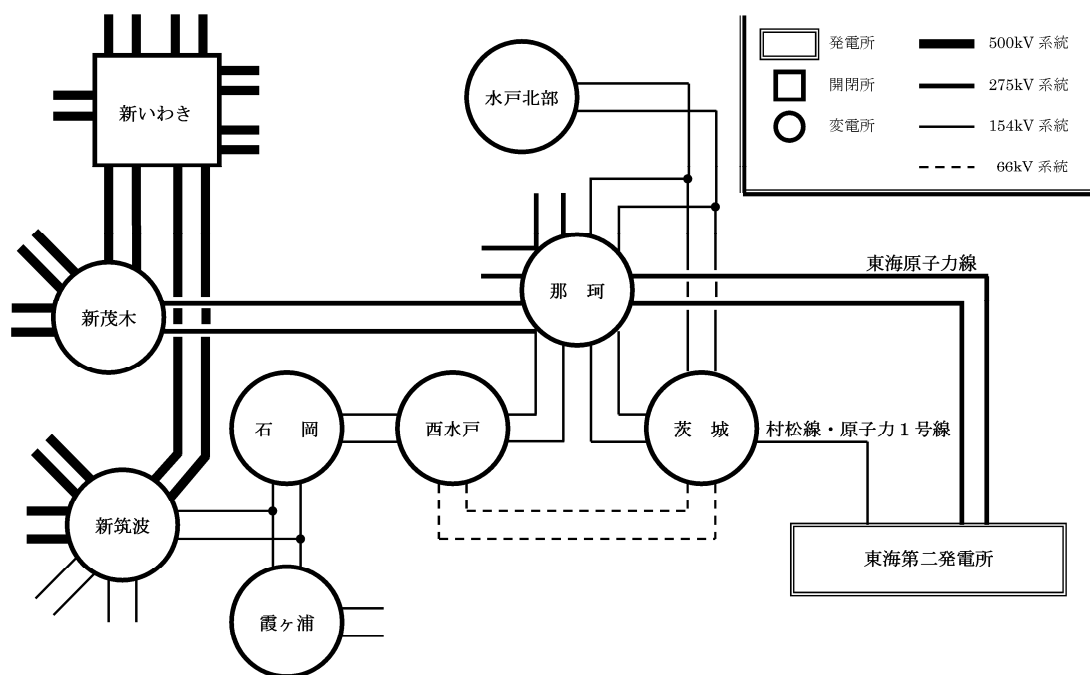 発電所
500kV 系統
開閉所
275kV 系統
変電所
154kV 系統
66kV 系統
新いわき
水戸北部
東海原子力線
那 珂
新茂木
石 岡
西水戸
茨 城
村松線・原子力１号線
新筑波
東海第二発電所
霞ヶ浦